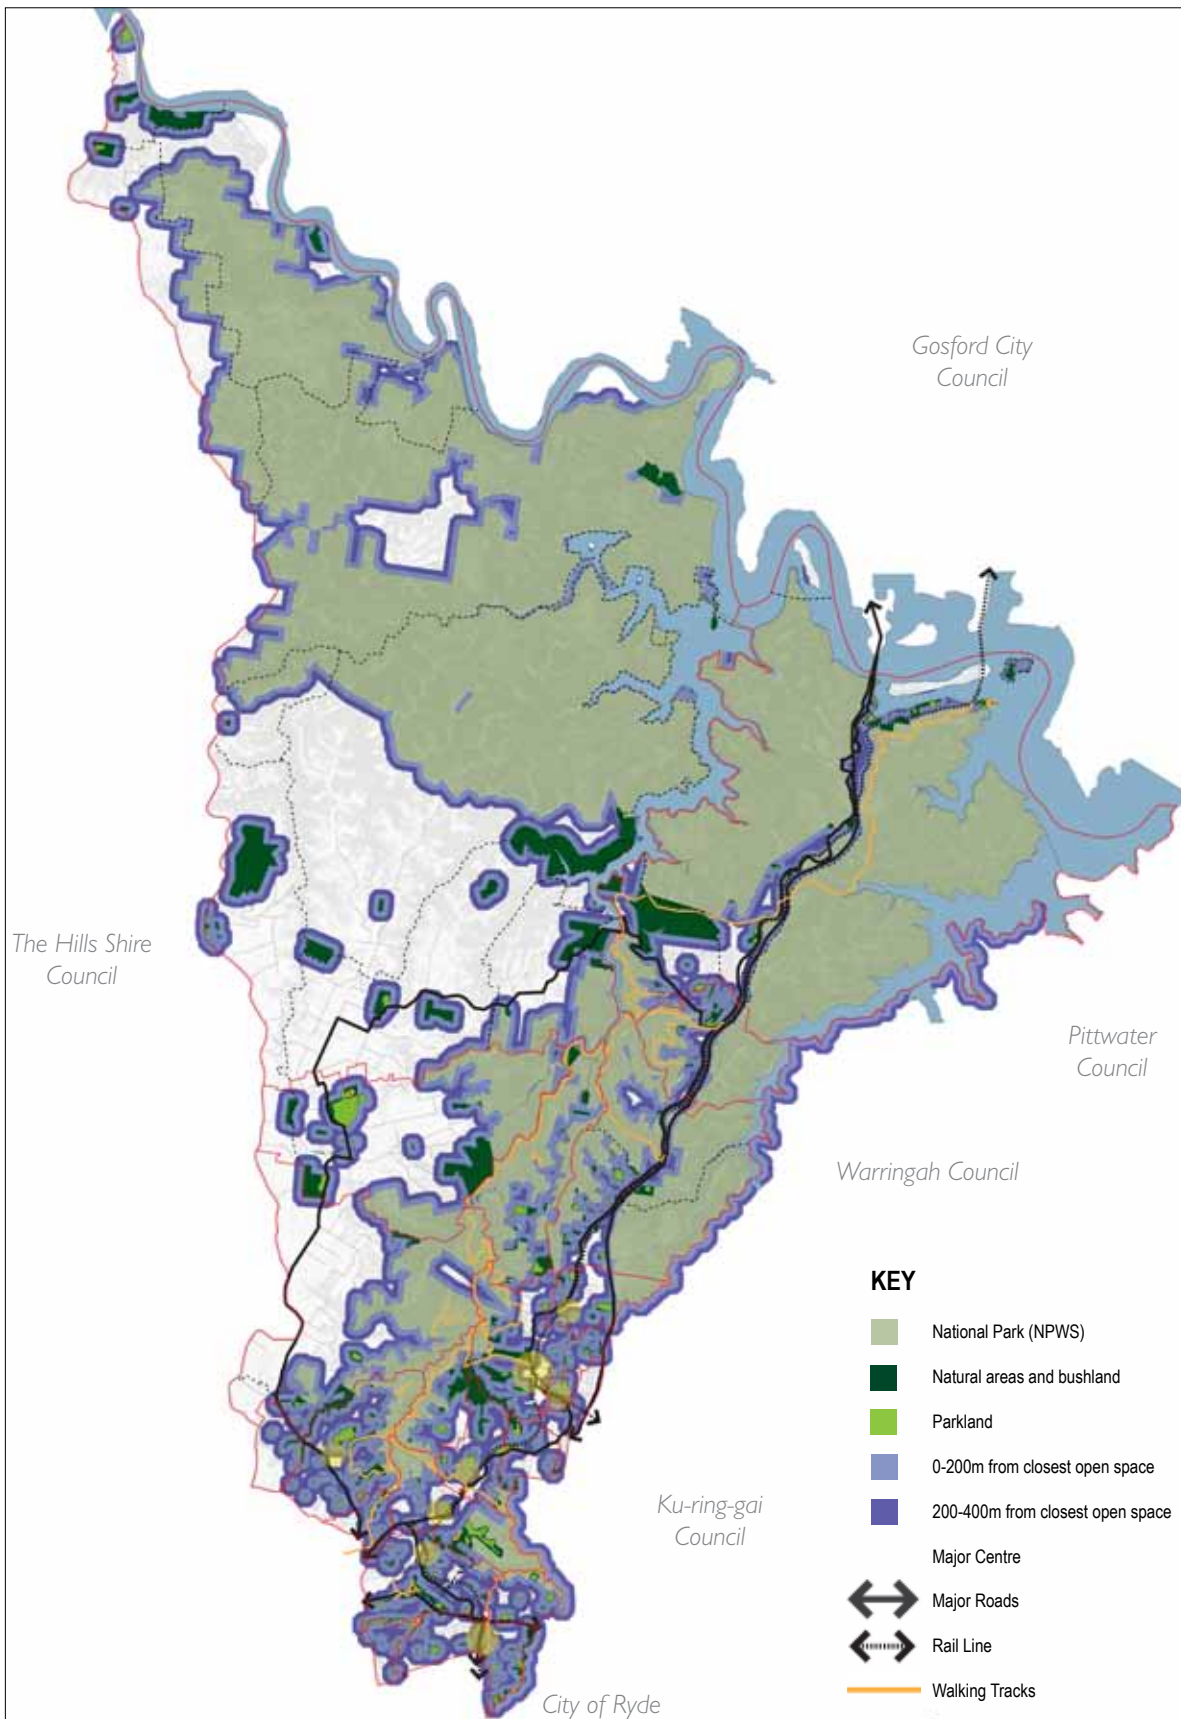 Gosford City
Council
The Hills Shire
Council
Pittwater
Council
Warringah Council
KEY
National Park (NPWS)
Natural areas and bushland
Parkland
0-200m from closest open space
200-400m from closest open space
Major Centre
Major Roads
Rail Line
Walking Tracks
Ku-ring-gai
Council
City of Ryde